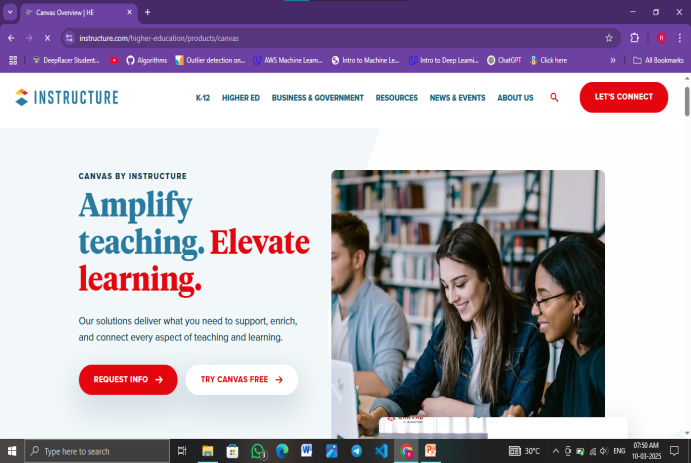 Canvas Overview | HE
instructure.com/higher-education/products/canvas
DeepRacer Student...
Algorithms
Outlier detection on...
AWS Machine Learn...
Intro to Machine Le...
Intro to Deep Learni...
ChatGPT
Click here
All Bookmarks
INSTRUCTURE
K-12
HIGHER ED
BUSINESS & GOVERNMENT
RESOURCES
NEWS & EVENTS
ABOUT US
LET'S CONNECT
CANVAS BY INSTRUCTURE
Amplify
teaching. Elevate
learning.
Our solutions deliver what you need to support, enrich,
and connect every aspect of teaching and learning.
REQUEST INFO
TRY CANVAS FREE
Type here to search
30°C
ENG
07:50 AM
10-03-2025